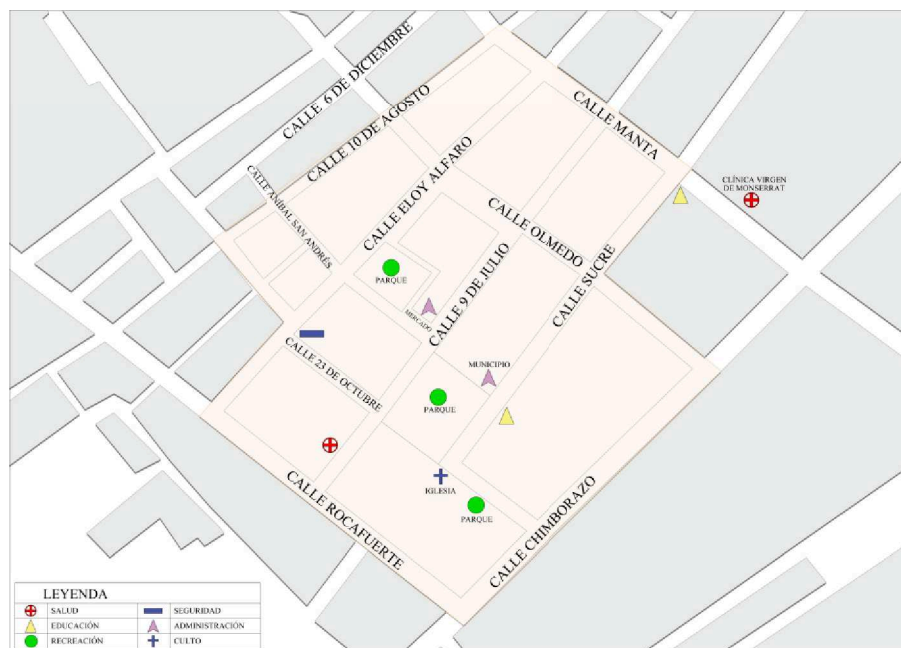 CALLE 6 DE DICIEMBRE
CALLE 10 DE AGOSTO
CALLE MANTA
CALLE ELOY ALFARO
CALLE ANÍBAL SAN ANDRÉS
CLÍNICA VIRGEN
DE MONSERRAT
CALLE OLMEDO
CALLE SUCRE
CALLE 9 DE JULIO
PARQUE
MERCADO
CALLE 23 DE OCTUBRE
MUNICIPIO
PARQUE
IGLESIA
PARQUE
CALLE ROCAFUERTE
CALLE CHIMBORAZO
LEYENDA
SALUD
SEGURIDAD
EDUCACIÓN
ADMINISTRACIÓN
RECREACIÓN
CULTO